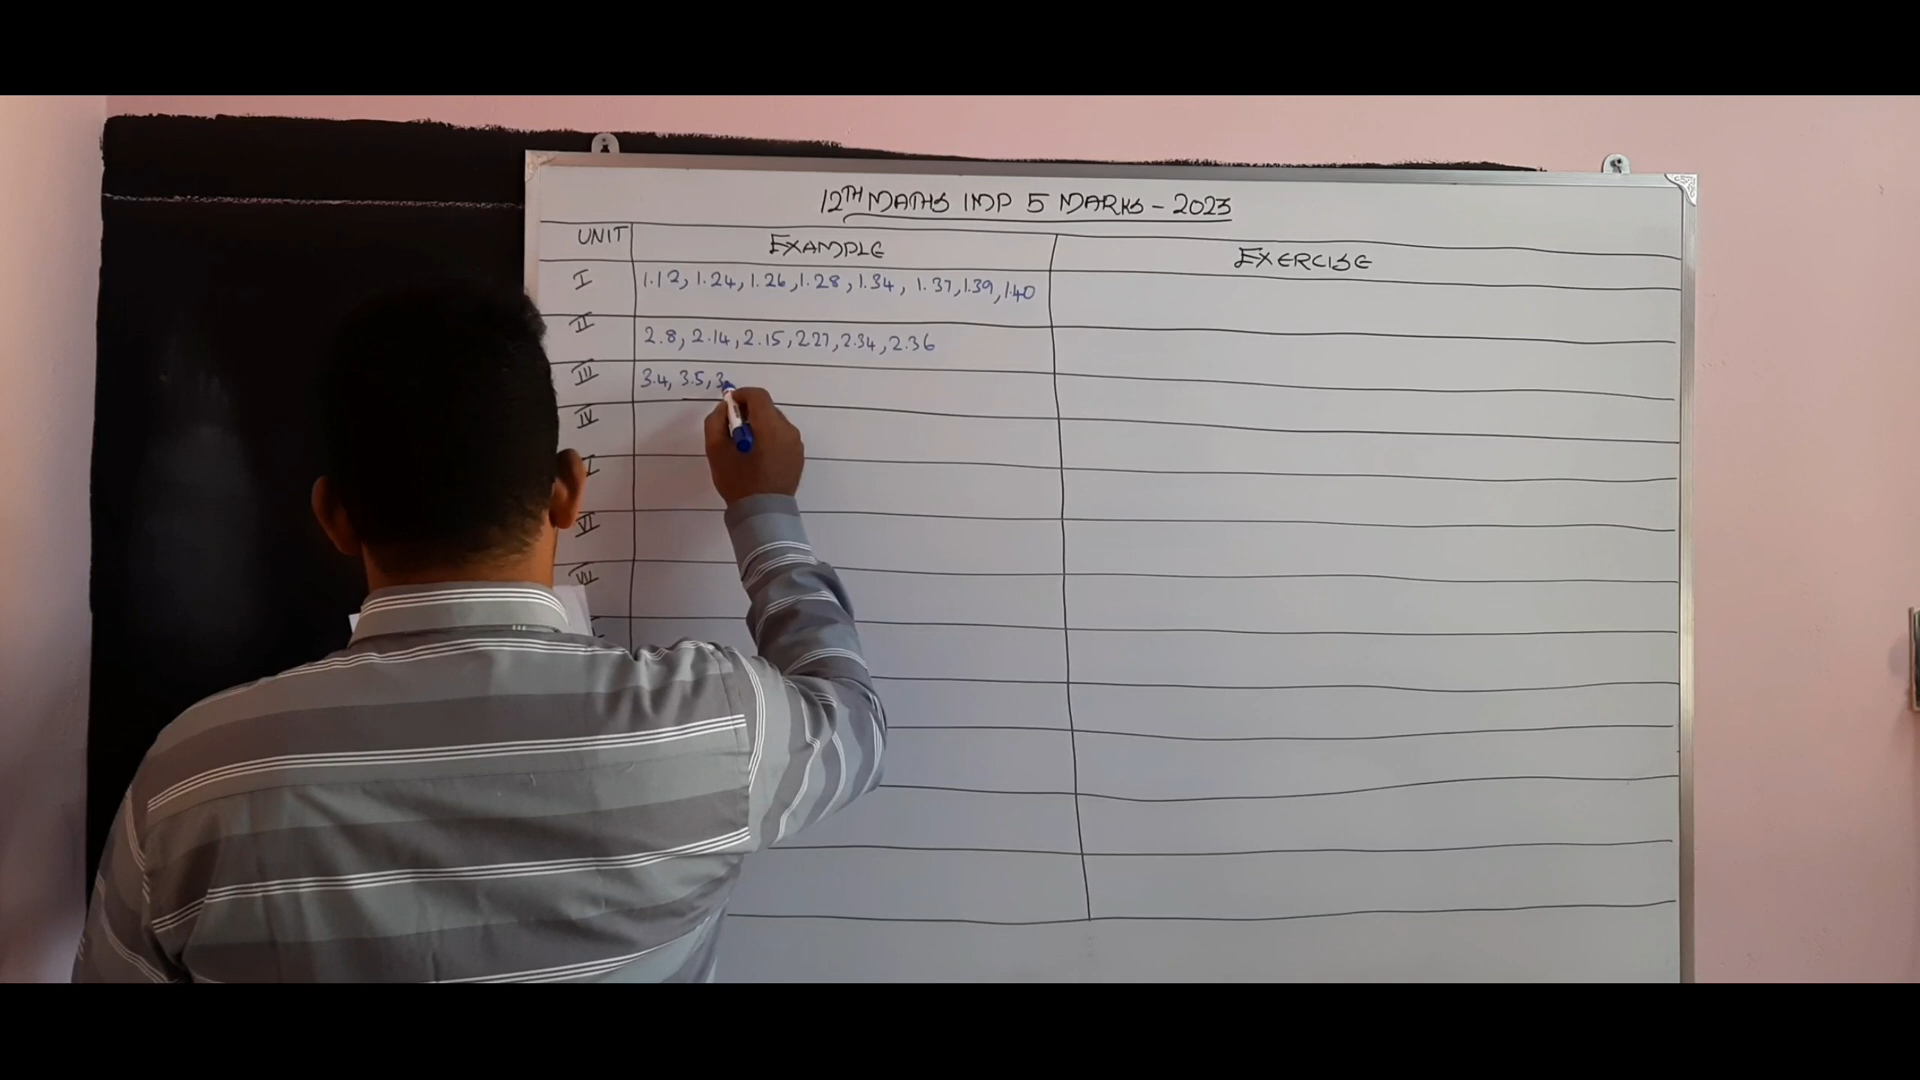 12TH MATHS IMP 5 MARKS - 2023
UNIT EXAMPLE EXERCISE
I 1.12, 1.24, 1.26, 1.28, 1.34, 1.37, 1.39, 1.40
II 2.8, 2.14, 2.15, 2.27, 2.34, 2.36
III 3.4, 3.5, 3.
IV
VI
VII